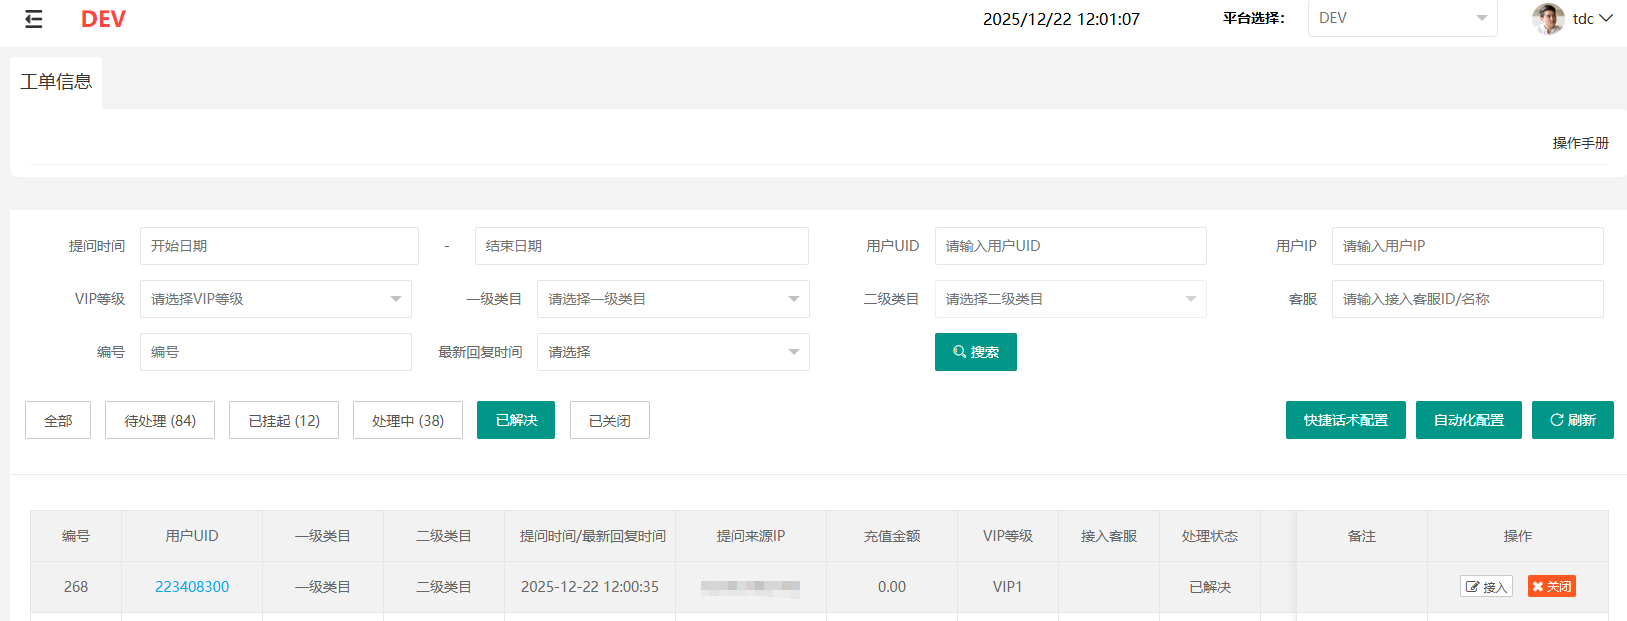 DEV 2025/12/22 12:01:07 平台选择： DEV tdc
工单信息
操作手册
提问时间 开始日期 - 结束日期 用户UID 请输入用户UID 用户IP 请输入用户IP
VIP等级 请选择VIP等级 一级类目 请选择一级类目 二级类目 请选择二级类目 客服 请输入接入客服ID/名称
编号 编号 最新回复时间 请选择 搜索
全部 待处理 (84) 已挂起 (12) 处理中 (38) 已解决 已关闭 快捷话术配置 自动化配置 刷新
编号 用户UID 一级类目 二级类目 提问时间/最新回复时间 提问来源IP 充值金额 VIP等级 接入客服 处理状态 备注 操作
268 223408300 一级类目 二级类目 2025-12-22 12:00:35 0.00 VIP1 已解决 接入 关闭